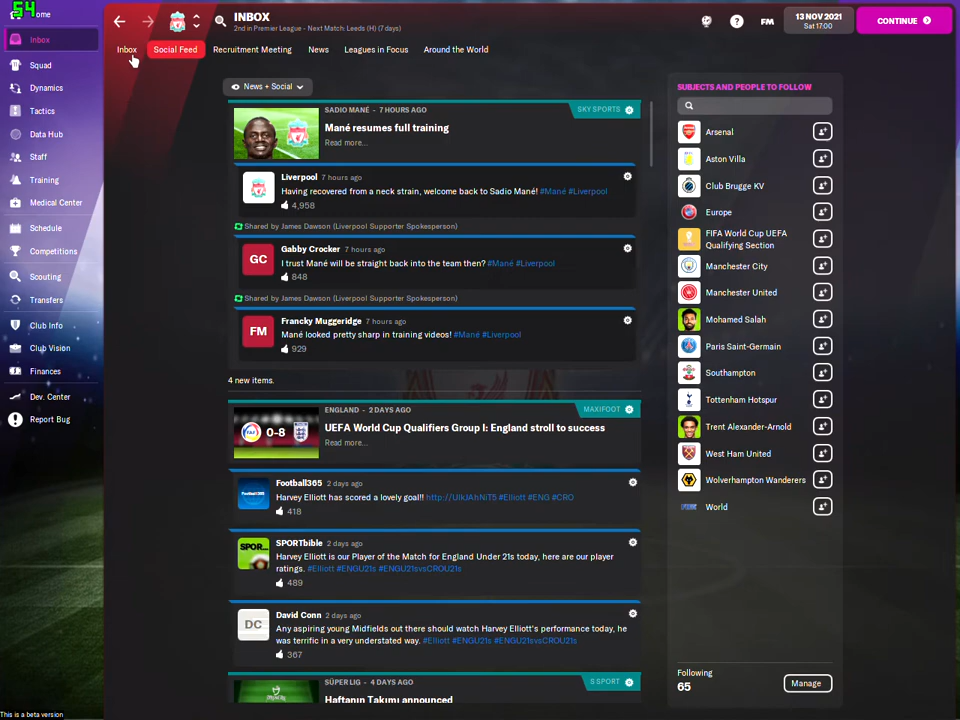 54
Home
INBOX
2nd in Premier League - Next Match: Leeds (H) (7 days)
FM
13 NOV 2021
Sat 17:00
CONTINUE
Inbox
Squad
Dynamics
Tactics
Data Hub
Staff
Training
Medical Center
Schedule
Competitions
Scouting
Transfers
Club Info
Club Vision
Finances
Dev. Center
Report Bug
This is a beta version
Inbox
Social Feed
Recruitment Meeting
News
Leagues in Focus
Around the World
News + Social
SADIO MANÉ - 7 HOURS AGO
SKY SPORTS
Mané resumes full training
Read more...
Liverpool 7 hours ago
Having recovered from a neck strain, welcome back to Sadio Mané! #Mané #Liverpool
4,958
Shared by James Dawson (Liverpool Supporter Spokesperson)
GC
Gabby Crocker 7 hours ago
I trust Mané will be straight back into the team then? #Mané #Liverpool
848
Shared by James Dawson (Liverpool Supporter Spokesperson)
FM
Francky Muggeridge 7 hours ago
Mané looked pretty sharp in training videos! #Mané #Liverpool
929
4 new items.
ENGLAND - 2 DAYS AGO
MAXIFOOT
0-8
UEFA World Cup Qualifiers Group I: England stroll to success
Read more...
Football365 2 days ago
Harvey Elliott has scored a lovely goal!! http://UlkJAhNiT5 #Elliott #ENG #CRO
418
SPOR...
SPORTbible 2 days ago
Harvey Elliott is our Player of the Match for England Under 21s today, here are our player
ratings. #Elliott #ENGU21s #ENGU21svsCROU21s
489
DC
David Conn 2 days ago
Any aspiring young Midfields out there should watch Harvey Elliott's performance today, he
was terrific in a very understated way. #Elliott #ENGU21s #ENGU21svsCROU21s
367
SÜPER LIG - 4 DAYS AGO
S SPORT
Haftanın Takımı announced
SUBJECTS AND PEOPLE TO FOLLOW
Arsenal
Aston Villa
Club Brugge KV
Europe
FIFA World Cup UEFA
Qualifying Section
Manchester City
Manchester United
Mohamed Salah
Paris Saint-Germain
Southampton
Tottenham Hotspur
Trent Alexander-Arnold
West Ham United
Wolverhampton Wanderers
World
Following
65
Manage